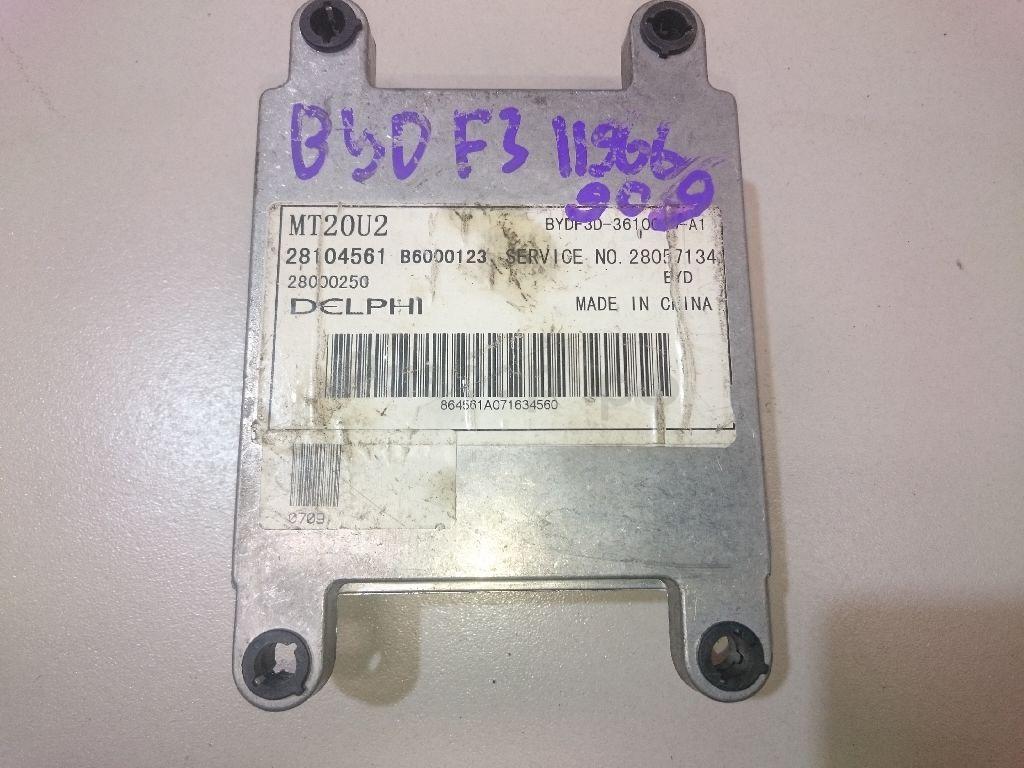 BYD F3 11966
909
MT20U2
28104561 B6000123 SERVICE NO. 28057134
28000250 BYD
DELPHI MADE IN CHINA
864561A071634560
0709